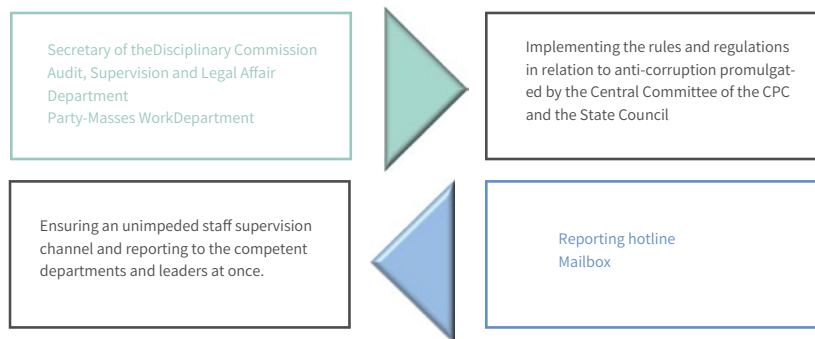 Secretary of theDisciplinary Commission
Audit, Supervision and Legal Affair
Department
Party-Masses WorkDepartment
Implementing the rules and regulations
in relation to anti-corruption promulgat-
ed by the Central Committee of the CPC
and the State Council
Ensuring an unimpeded staff supervision
channel and reporting to the competent
departments and leaders at once.
Reporting hotline
Mailbox